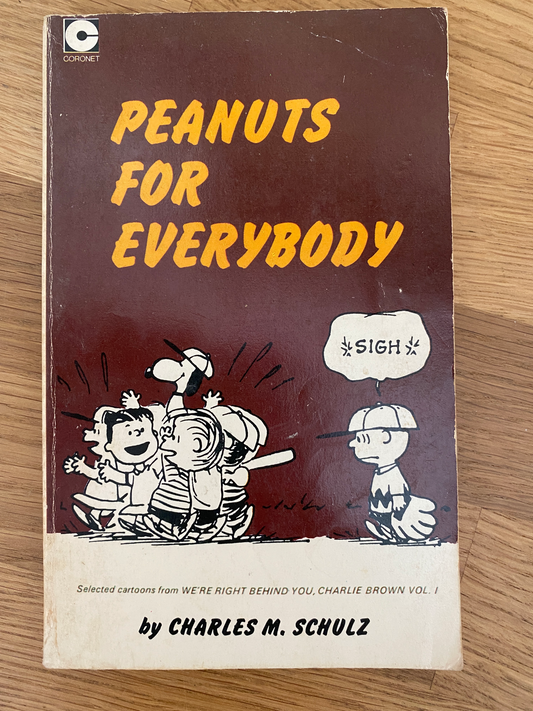 CORONET
PEANUTS
FOR
EVERYBODY
SIGH
Selected cartoons from WE'RE RIGHT BEHIND YOU, CHARLIE BROWN VOL. I
by CHARLES M. SCHULZ